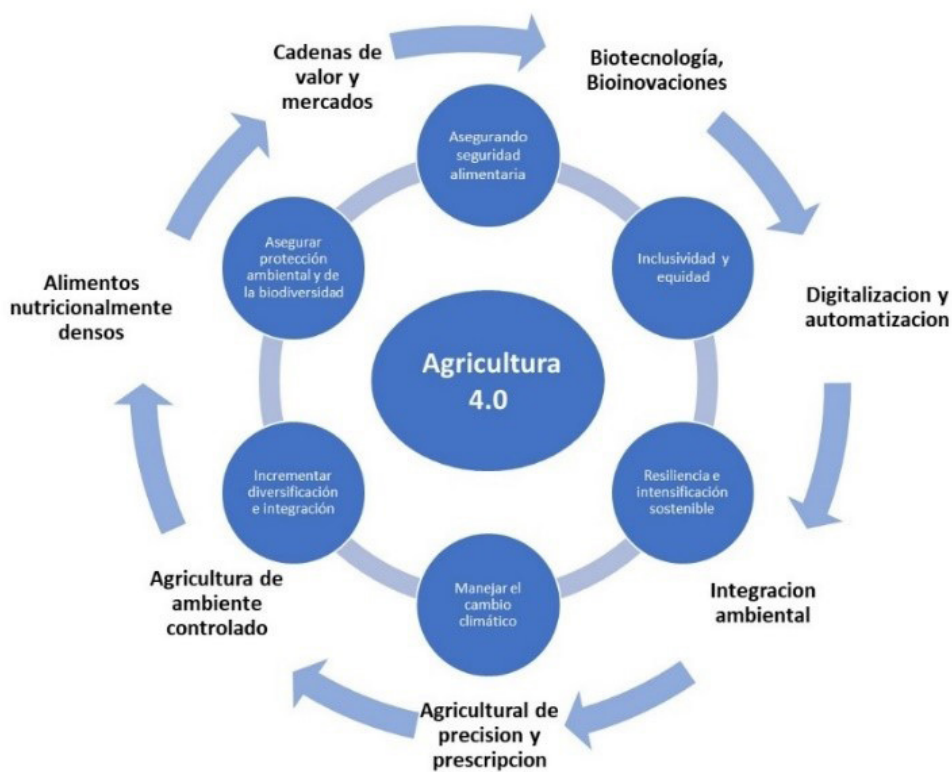 Cadenas de
valor y
mercados
Biotecnología,
Bioinovaciones
Asegurando
seguridad
alimentaria
Asegurar
protección
ambiental y de
la biodiversidad
Inclusividad y
equidad
Alimentos
nutricionalmente
densos
Digitalizacion y
automatizacion
Agricultura
4.0
Incrementar
diversificación
e integración
Resiliencia e
intensificación
sostenible
Manejar el
cambio
climático
Agricultura de
ambiente
controlado
Integracion
ambiental
Agricultural de
precision y
prescripcion